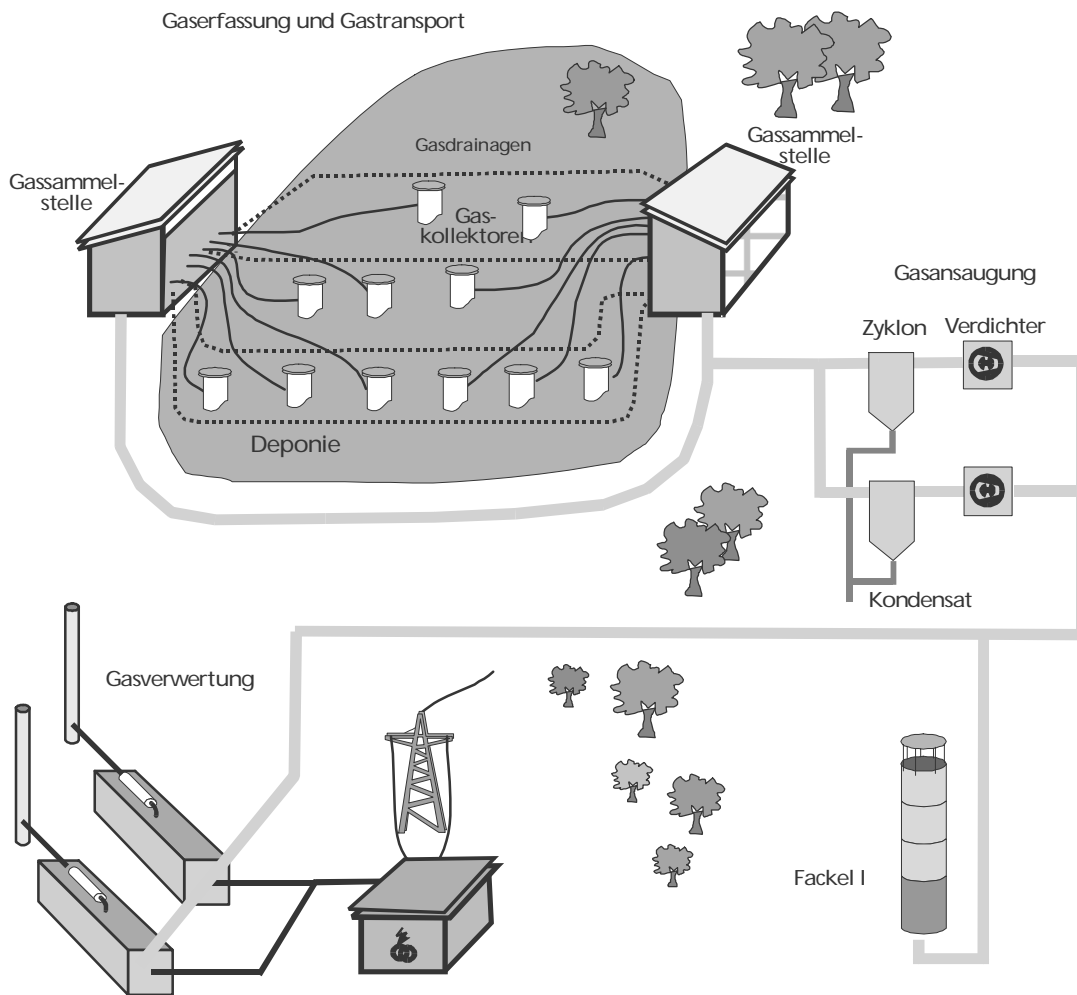 Gaserfassung und Gastransport
Gassammel-
stelle
Gasdrainagen
Gassammel-
stelle
Gas-
kollektoren
Gasansaugung
Zyklon
Verdichter
Deponie
Kondensat
Gasverwertung
Fackel I